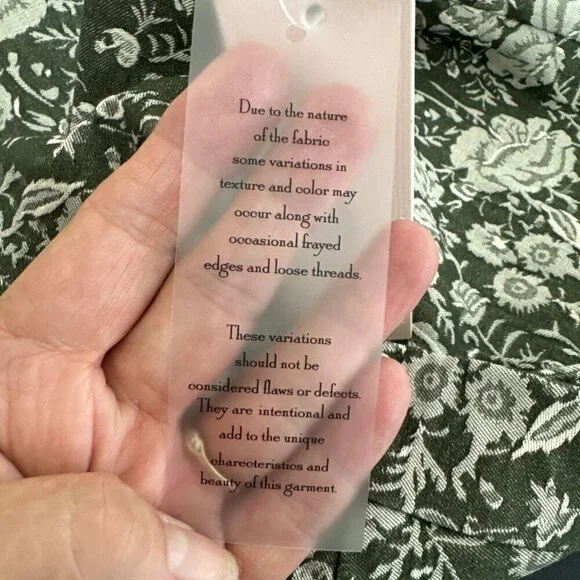 Due to the nature
of the fabric
some variations in
texture and color may
occur along with
occasional frayed
edges and loose threads.
These variations
should not be
considered flaws or defects.
They are intentional and
add to the unique
charecteristics and
beauty of this garment.